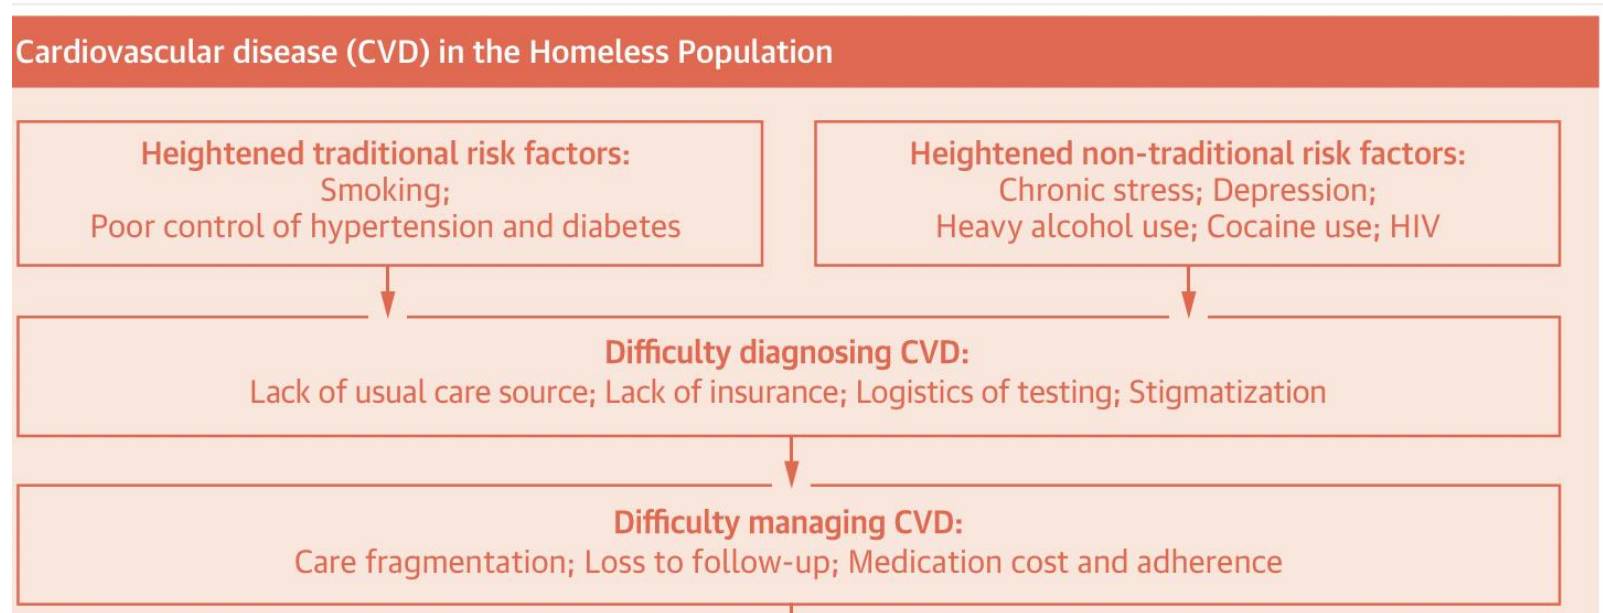 Cardiovascular disease (CVD) in the Homeless Population
Heightened traditional risk factors:
Smoking;
Poor control of hypertension and diabetes
Heightened non-traditional risk factors:
Chronic stress; Depression;
Heavy alcohol use; Cocaine use; HIV
Difficulty diagnosing CVD:
Lack of usual care source; Lack of insurance; Logistics of testing; Stigmatization
Difficulty managing CVD:
Care fragmentation; Loss to follow-up; Medication cost and adherence